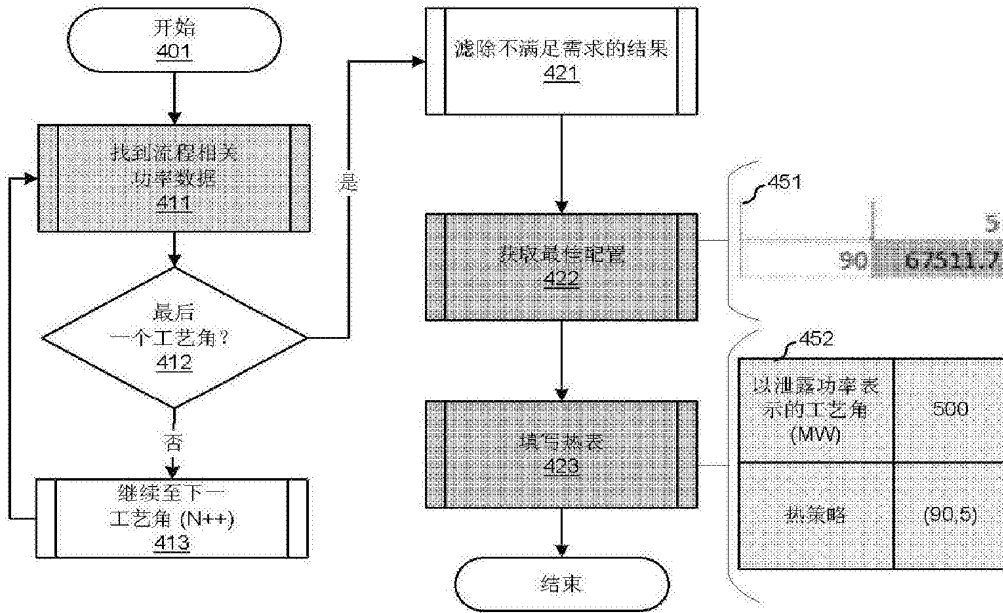 开始
401
找到流程相关
功率数据
411
最后
一个工艺角?
412
否
继续至下一
工艺角 (N++)
413
是
滤除不满足需求的结果
421
获取最佳配置
422
填写热表
423
结束
451
5
90 67511.7
452
以泄露功率表
示的工艺角
(MW)
500
热策略
(90,5)